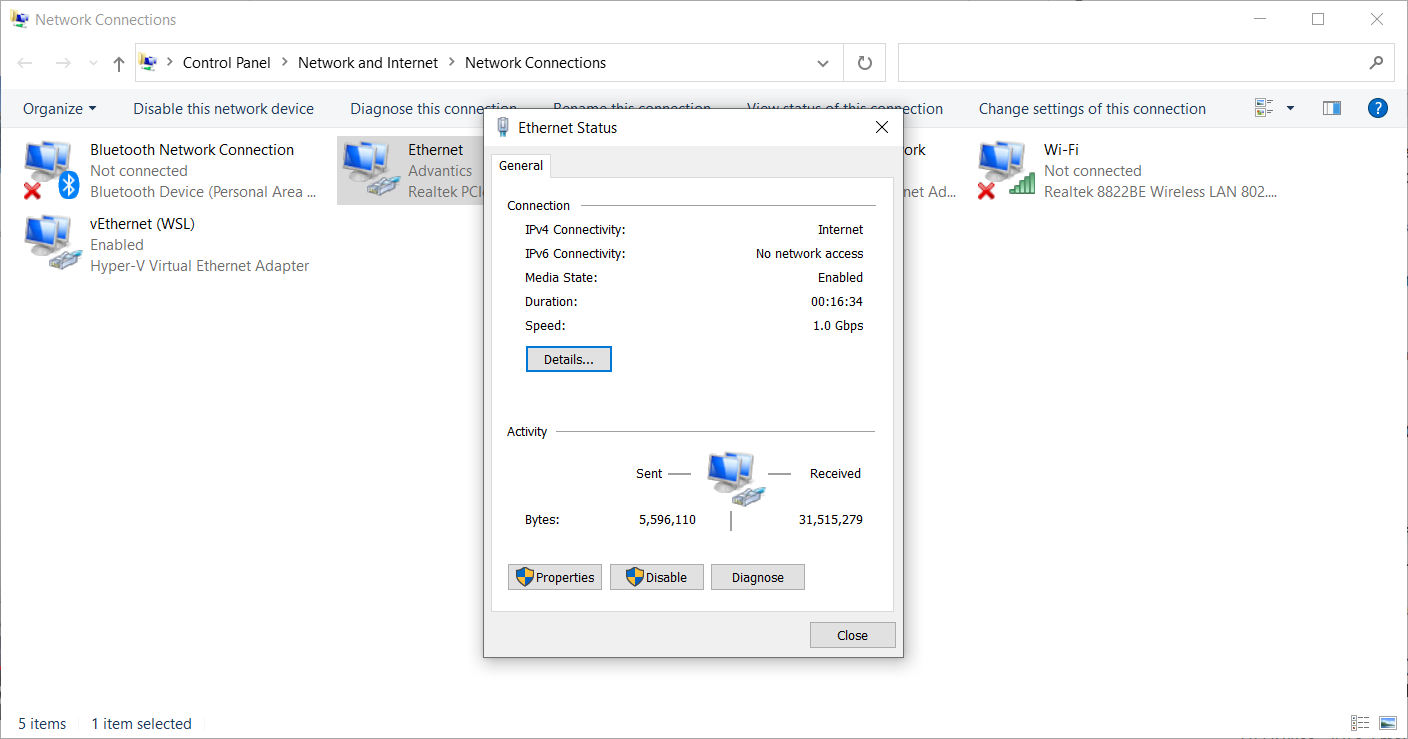 Network Connections
Control Panel > Network and Internet > Network Connections
Organize Disable this network device Diagnose this connection Rename this connection View status of this connection Change settings of this connection
Bluetooth Network Connection
Not connected
Bluetooth Device (Personal Area ...
Ethernet
Advantics
Realtek PCIe
ork
net Ad...
Wi-Fi
Not connected
Realtek 8822BE Wireless LAN 802....
vEthernet (WSL)
Enabled
Hyper-V Virtual Ethernet Adapter
Ethernet Status
General
Connection
IPv4 Connectivity: Internet
IPv6 Connectivity: No network access
Media State: Enabled
Duration: 00:16:34
Speed: 1.0 Gbps
Details...
Activity
Sent Received
Bytes: 5,596,110 31,515,279
Properties Disable Diagnose
Close
5 items 1 item selected